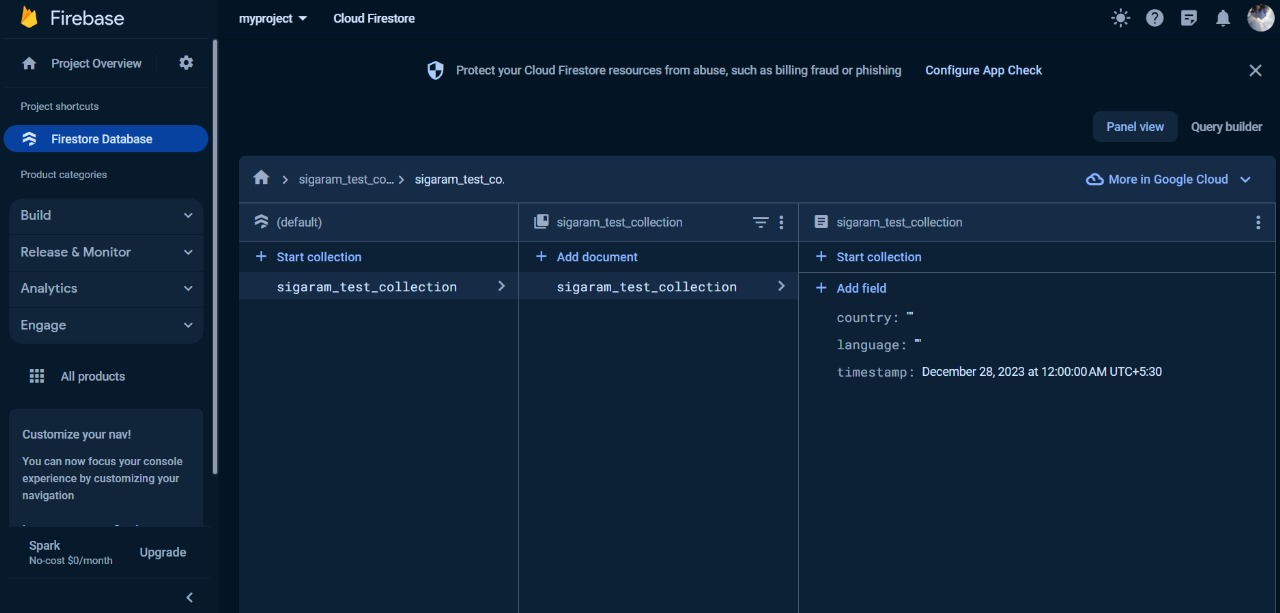 Firebase
myproject
Cloud Firestore
Project Overview
Protect your Cloud Firestore resources from abuse, such as billing fraud or phishing
Configure App Check
Project shortcuts
Firestore Database
Panel view
Query builder
Product categories
sigaram_test_co...
sigaram_test_co.
More in Google Cloud
Build
Release & Monitor
Analytics
Engage
All products
(default)
sigaram_test_collection
sigaram_test_collection
+ Start collection
+ Add document
+ Start collection
sigaram_test_collection
sigaram_test_collection
+ Add field
country: ""
language: ""
timestamp: December 28, 2023 at 12:00:00 AM UTC+5:30
Customize your nav!
You can now focus your console
experience by customizing your
navigation
Spark
No-cost $0/month
Upgrade